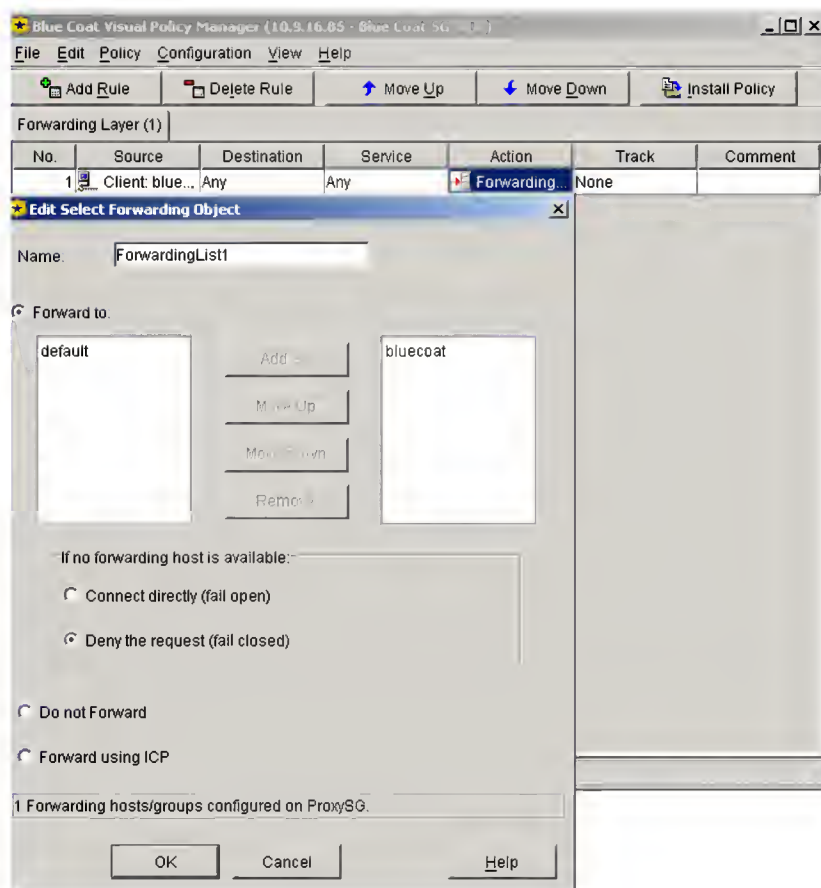 Blue Coat Visual Policy Manager (10.9.16.85 - Blue Coat SG
File Edit Policy Configuration View Help
Add Rule Delete Rule Move Up Move Down Install Policy
Forwarding Layer (1)
No. Source Destination Service Action Track Comment
1 Client: blue... Any Any Forwarding... None
Edit Select Forwarding Object
Name: ForwardingList1
Forward to:
default bluecoat
Add
Move Up
Move Down
Remove
If no forwarding host is available:
Connect directly (fail open)
Deny the request (fail closed)
Do not Forward
Forward using ICP
1 Forwarding hosts/groups configured on ProxySG.
OK Cancel Help